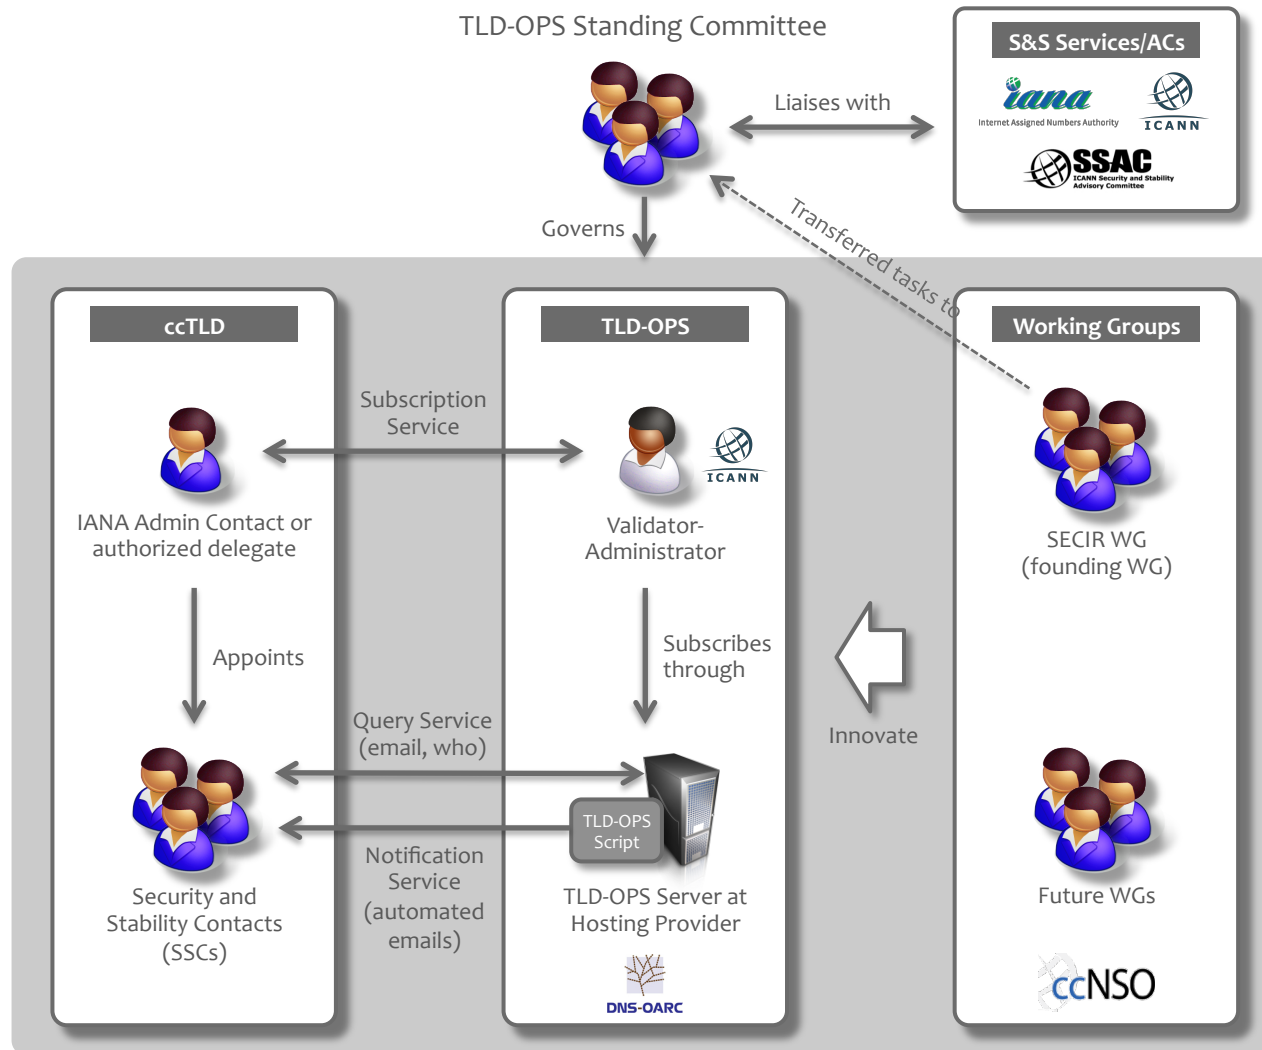 TLD-OPS Standing Committee
S&S Services/ACs
iana
Internet Assigned Numbers Authority
ICANN
SSAC
ICANN Security and Stability
Advisory Committee
Liaises with
Transferred tasks to
Governs
ccTLD
TLD-OPS
Working Groups
Subscription
Service
ICANN
IANA Admin Contact or
authorized delegate
Validator-
Administrator
SECIR WG
(founding WG)
Appoints
Subscribes
through
Innovate
Query Service
(email, who)
TLD-OPS
Script
Notification
Service
(automated
emails)
Security and
Stability Contacts
(SSCs)
TLD-OPS Server at
Hosting Provider
DNS-OARC
Future WGs
ccNSO